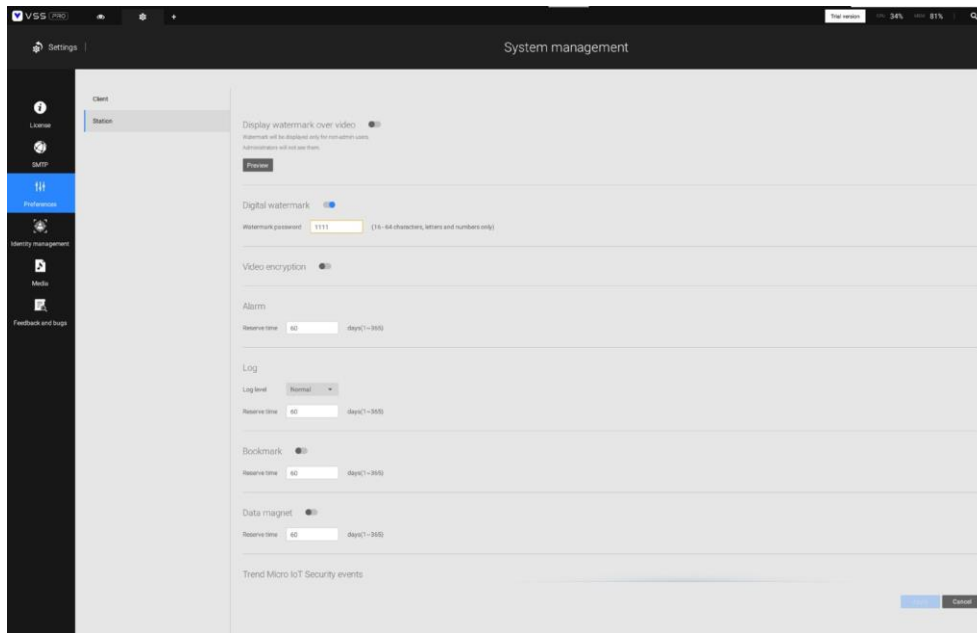 VSS PRO
Trial version
34%
81%
Settings
System management
License
SMTP
Preferences
Identity management
Media
Feedback and bugs
Client
Station
Display watermark over video
Watermark will be displayed only for non-admin users.
Administrators will not see them.
Preview
Digital watermark
Watermark password 1111 (16~64 characters, letters and numbers only)
Video encryption
Alarm
Reserve time 60 days(1~365)
Log
Log level Normal
Reserve time 60 days(1~365)
Bookmark
Reserve time 60 days(1~365)
Data magnet
Reserve time 60 days(1~365)
Trend Micro IoT Security events
Apply Cancel